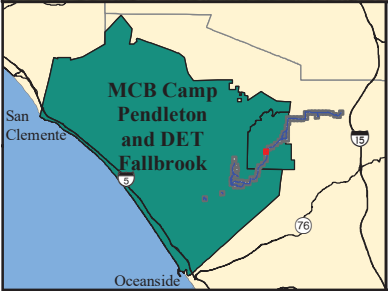 MCB Camp
Pendleton
and DET
Fallbrook
San
Clemente
5
15
76
Oceanside